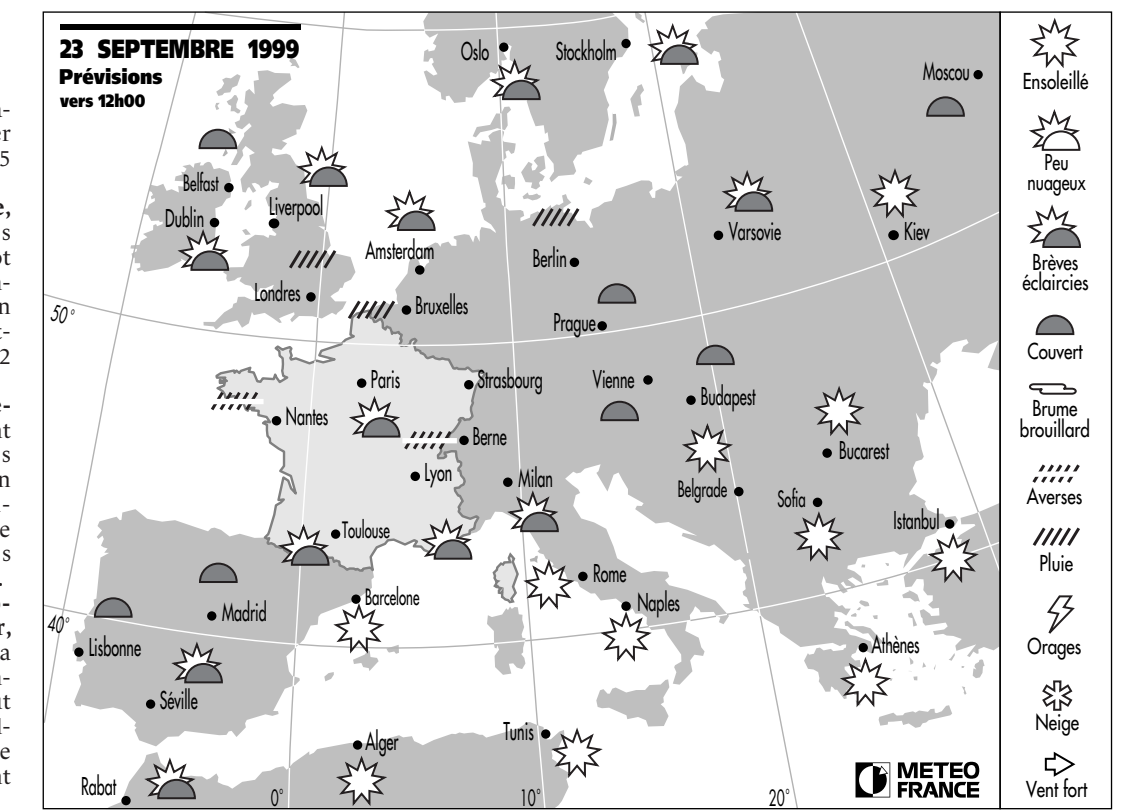 23 SEPTEMBRE 1999
Prévisions
vers 12h00
Oslo
Stockholm
Moscou
Belfast
Dublin
Liverpool
Amsterdam
Varsovie
Kiev
Berlin
Londres
Bruxelles
50°
Prague
Paris
Strasbourg
Vienne
Budapest
Nantes
Berne
Bucarest
Lyon
Milan
Belgrade
Sofia
Istanbul
Toulouse
Rome
Barcelone
Naples
Madrid
40°
Lisbonne
Athènes
Séville
Tunis
Alger
Rabat
0°
10°
20°
METEO
FRANCE
Ensoleillé
Peu
nuageux
Brèves
éclaircies
Couvert
Brume
brouillard
Averses
Pluie
Orages
Neige
Vent fort